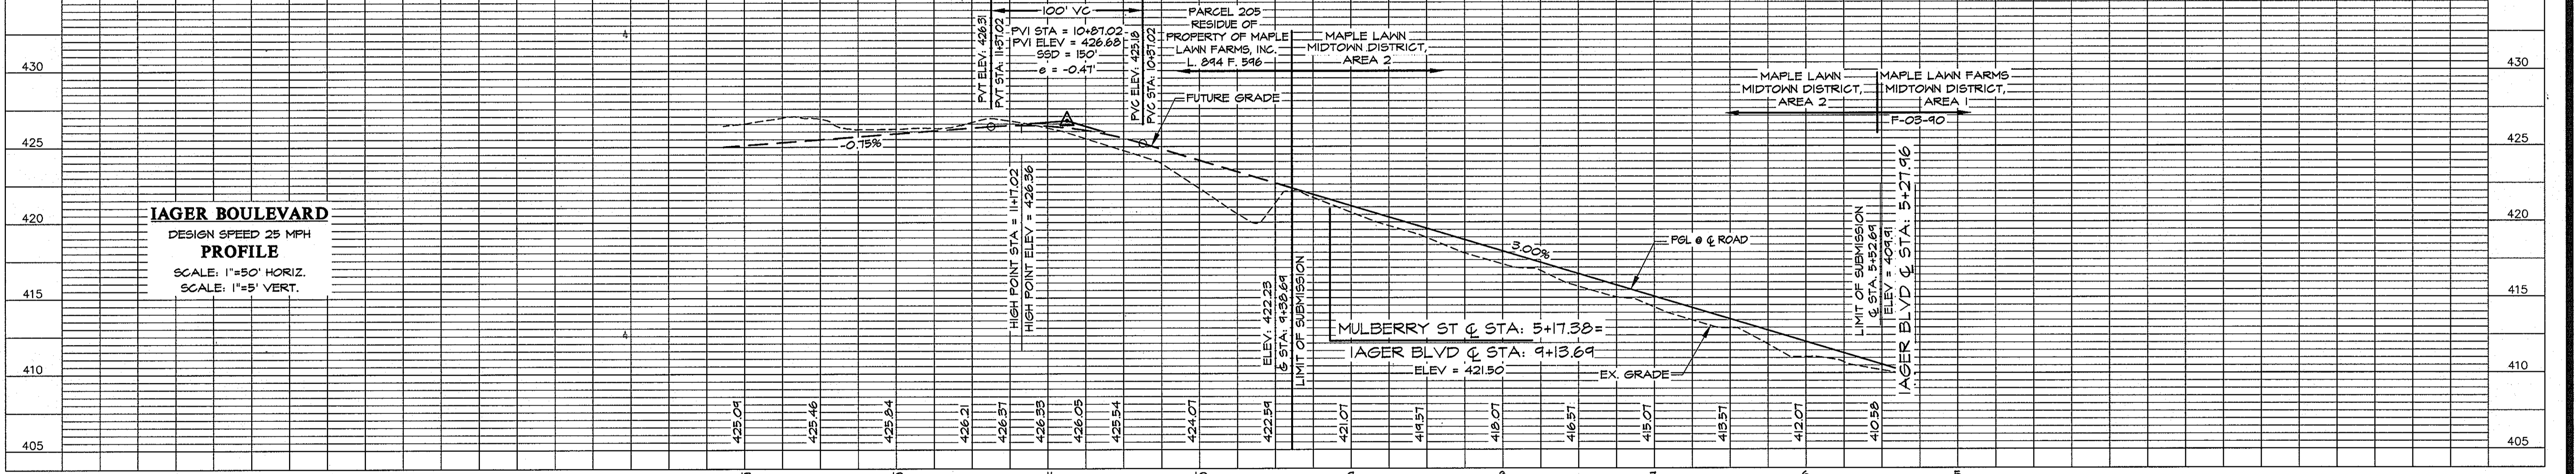 100' VC
PVT ELEV: 426.31
PVT STA: 11+37.02
PVI STA = 10+87.02
PVI ELEV = 426.68
SSD = 150'
e = -0.47'
PVC ELEV: 425.18
PVC STA: 10+37.02
PARCEL 205
RESIDUE OF
PROPERTY OF MAPLE
LAWN FARMS, INC.
L. 894 F. 596
MAPLE LAWN
MIDTOWN DISTRICT,
AREA 2
MAPLE LAWN
MIDTOWN DISTRICT,
AREA 2
MAPLE LAWN FARMS
MIDTOWN DISTRICT,
AREA 1
F-03-90
430
430
425
425
420
420
415
415
410
410
405
405
FUTURE GRADE
-0.75%
HIGH POINT STA = 11+17.02
HIGH POINT ELEV = 426.36
IAGER BOULEVARD
DESIGN SPEED 25 MPH
PROFILE
SCALE: 1"=50' HORIZ.
SCALE: 1"=5' VERT.
3.00%
PGL @ ℄ ROAD
ELEV: 422.25
℄ STA: 9+38.69
LIMIT OF SUBMISSION
MULBERRY ST ℄ STA: 5+17.38=
IAGER BLVD ℄ STA: 9+13.69
ELEV = 421.50
EX. GRADE
LIMIT OF SUBMISSION
℄ STA. 5+52.69
ELEV = 409.91
IAGER BLVD ℄ STA: 5+27.96
425.09
425.46
425.84
426.21
426.37
426.33
426.05
425.54
424.07
422.59
421.07
419.57
418.07
416.57
415.07
413.57
412.07
410.58